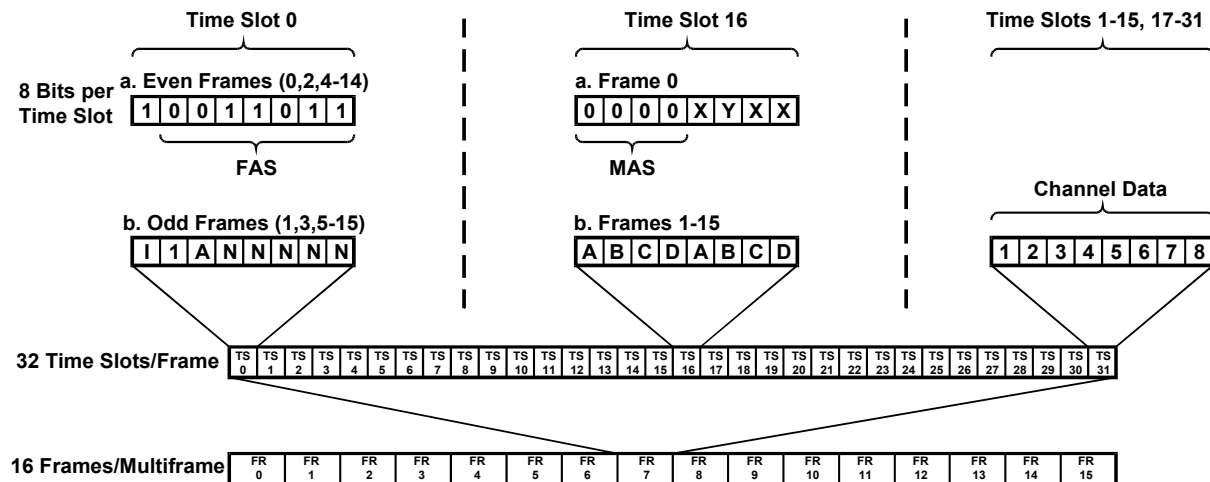 Time Slot 0
Time Slot 16
Time Slots 1-15, 17-31
a. Even Frames (0,2,4-14)
a. Frame 0
8 Bits per
Time Slot
1 0 0 1 1 0 1 1
0 0 0 0 X Y X X
FAS
MAS
Channel Data
b. Odd Frames (1,3,5-15)
b. Frames 1-15
I 1 A N N N N N
A B C D A B C D
1 2 3 4 5 6 7 8
32 Time Slots/Frame
TS TS TS TS TS TS TS TS TS TS TS TS TS TS TS TS TS TS TS TS TS TS TS TS TS TS TS TS TS TS TS TS
0 1 2 3 4 5 6 7 8 9 10 11 12 13 14 15 16 17 18 19 20 21 22 23 24 25 26 27 28 29 30 31
16 Frames/Multiframe
FR FR FR FR FR FR FR FR FR FR FR FR FR FR FR FR
0 1 2 3 4 5 6 7 8 9 10 11 12 13 14 15